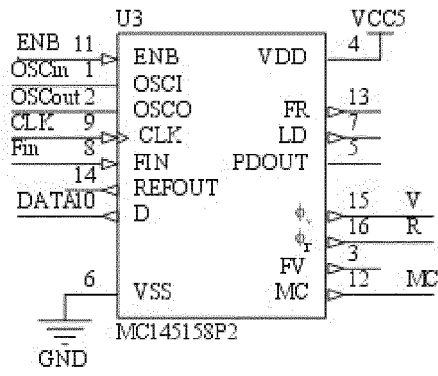 U3
VCC5
ENB 11 ENB VDD 4
OSCin 1 OSCI
OSCout 2 OSCO FR 13
CLK 9 CLK LD 7
Fin 8 FIN PDOUT 5
14 REFOUT
DATA10 D ϕv 15 V
ϕr 16 R
FV 3
6 VSS MC 12 MC
MC145158P2
GND